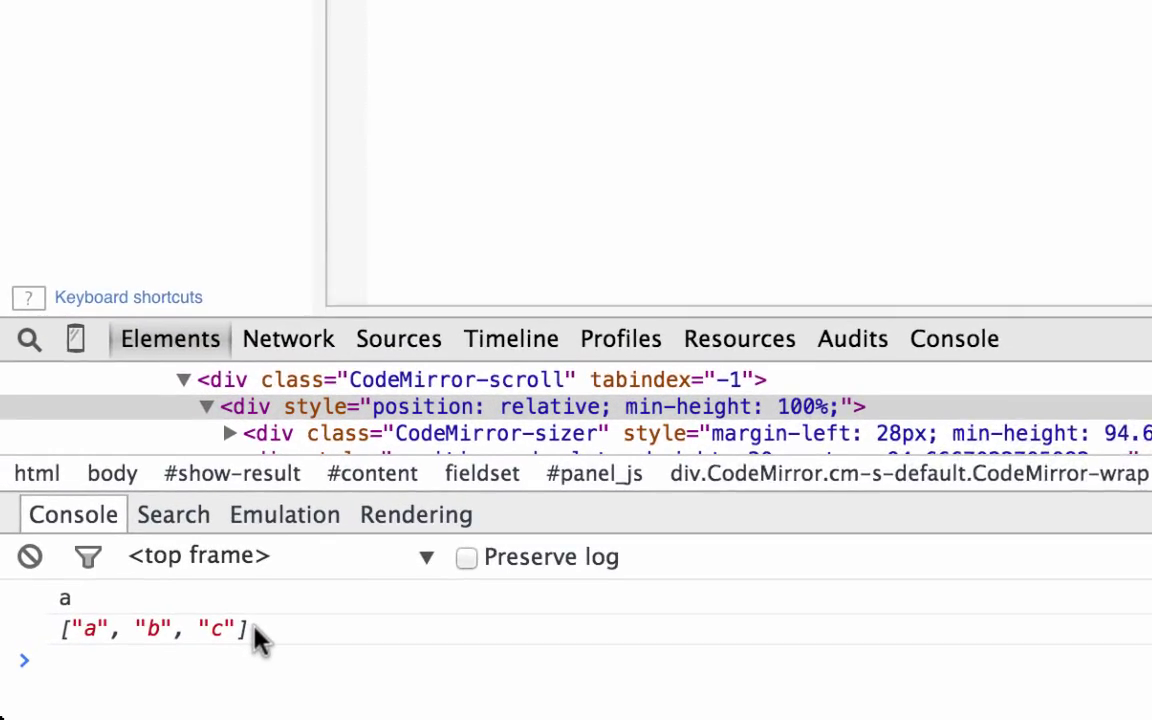 ? Keyboard shortcuts
Elements Network Sources Timeline Profiles Resources Audits Console
▼<div class="CodeMirror-scroll" tabindex="-1">
▼<div style="position: relative; min-height: 100%;">
▶<div class="CodeMirror-sizer" style="margin-left: 28px; min-height: 94.6
html body #show-result #content fieldset #panel_js div.CodeMirror.cm-s-default.CodeMirror-wrap
Console Search Emulation Rendering
<top frame> ▼ Preserve log
a
["a", "b", "c"]
>